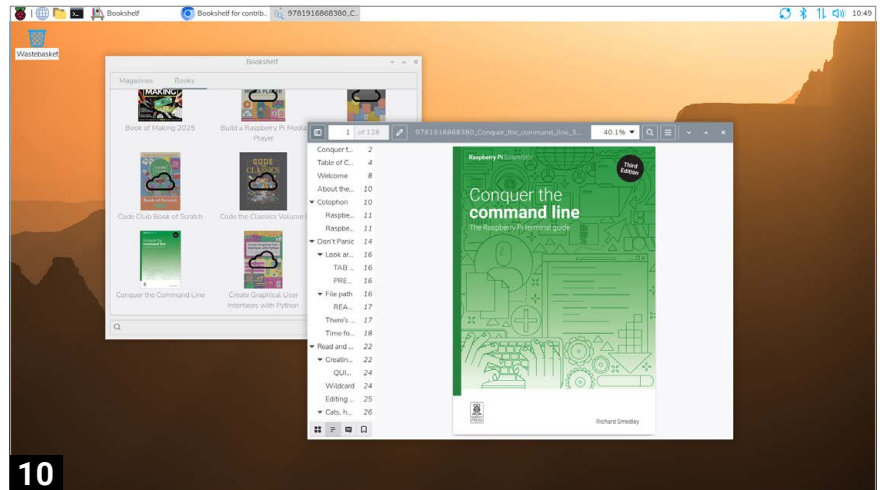 Bookshelf
Bookshelf for contrib..
9781916868380_C..
10:49
Wastebasket
Bookshelf
Magazines Books
MAKING
Book of Making 2025
Build a Raspberry Pi Media
Player
CODE
CLASSICS
Code Club Book of Scratch
Code the Classics Volume
Conquer the Command Line
Create Graphical User
Interfaces with Python
1 of 128
9781916868380_Conquer_the_command_line_3...
40.1%
Conquer t... 2
Table of C... 4
Welcome 8
About the... 10
Colophon 10
Raspbe... 11
Raspbe... 11
Don't Panic 14
Look ar... 16
TAB ... 16
PRE... 16
File path 16
REA... 17
There's ... 17
Time fo... 18
Read and ... 22
Creatin... 22
QUI... 24
Wildcard 24
Editing ... 25
Cats, h... 26
Raspberry Pi Essentials
Third
Edition
Conquer the
command line
The Raspberry Pi terminal guide
Richard Smedley
10